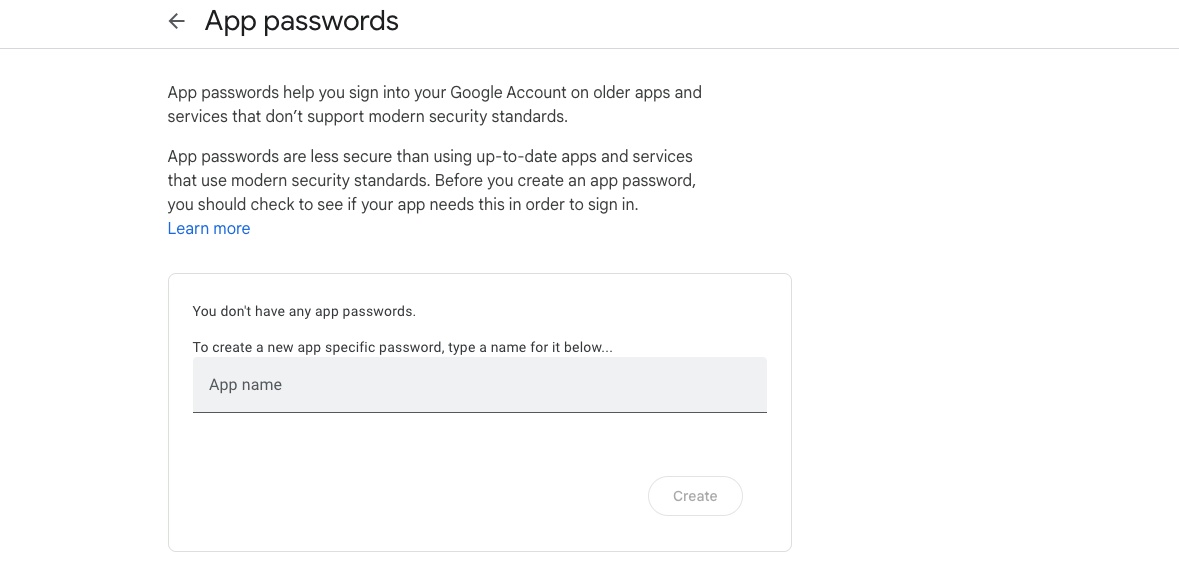 App passwords
App passwords help you sign into your Google Account on older apps and
services that don’t support modern security standards.
App passwords are less secure than using up-to-date apps and services
that use modern security standards. Before you create an app password,
you should check to see if your app needs this in order to sign in.
Learn more
You don't have any app passwords.
To create a new app specific password, type a name for it below...
App name
Create